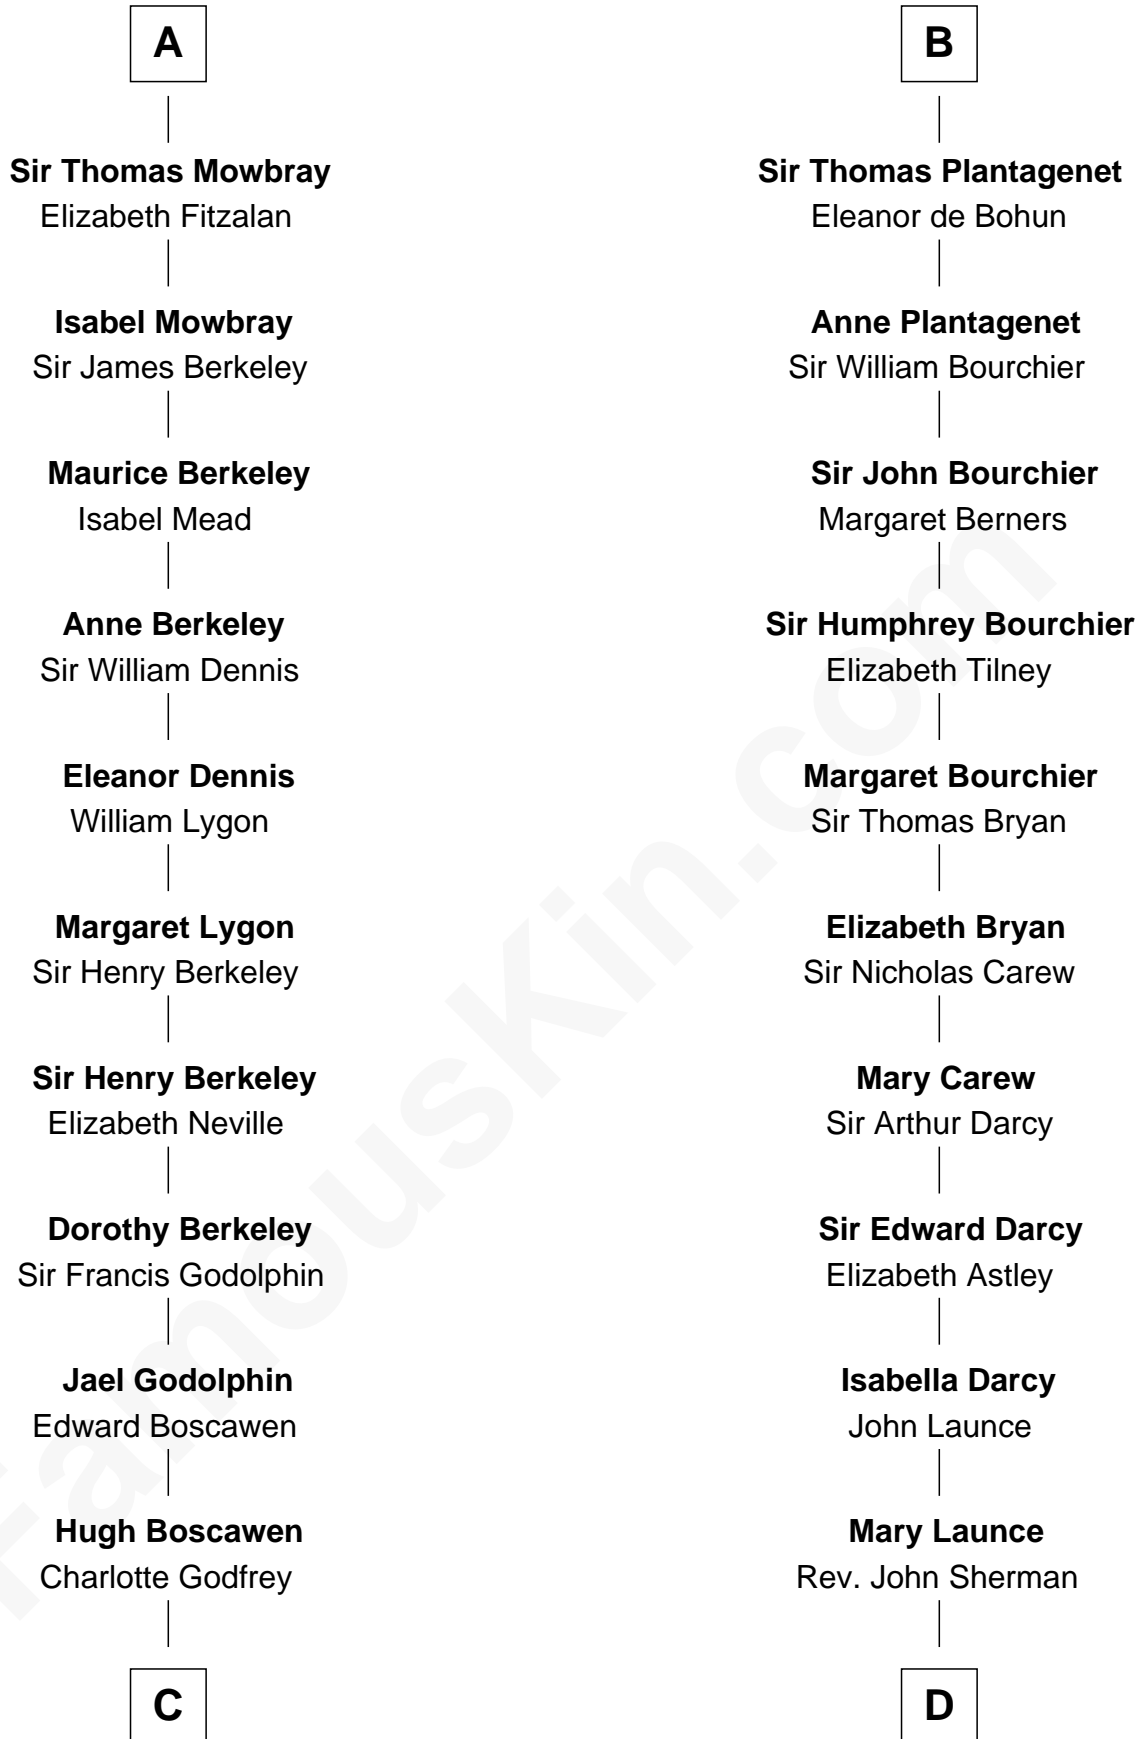 A
Sir Thomas Mowbray
Elizabeth Fitzalan
Isabel Mowbray
Sir James Berkeley
Maurice Berkeley
Isabel Mead
Anne Berkeley
Sir William Dennis
Eleanor Dennis
William Lygon
Margaret Lygon
Sir Henry Berkeley
Sir Henry Berkeley
Elizabeth Neville
Dorothy Berkeley
Sir Francis Godolphin
Jael Godolphin
Edward Boscawen
Hugh Boscawen
Charlotte Godfrey
C
B
Sir Thomas Plantagenet
Eleanor de Bohun
Anne Plantagenet
Sir William Bourchier
Sir John Bourchier
Margaret Berners
Sir Humphrey Bourchier
Elizabeth Tilney
Margaret Bourchier
Sir Thomas Bryan
Elizabeth Bryan
Sir Nicholas Carew
Mary Carew
Sir Arthur Darcy
Sir Edward Darcy
Elizabeth Astley
Isabella Darcy
John Launce
Mary Launce
Rev. John Sherman
D
FamousKin.com